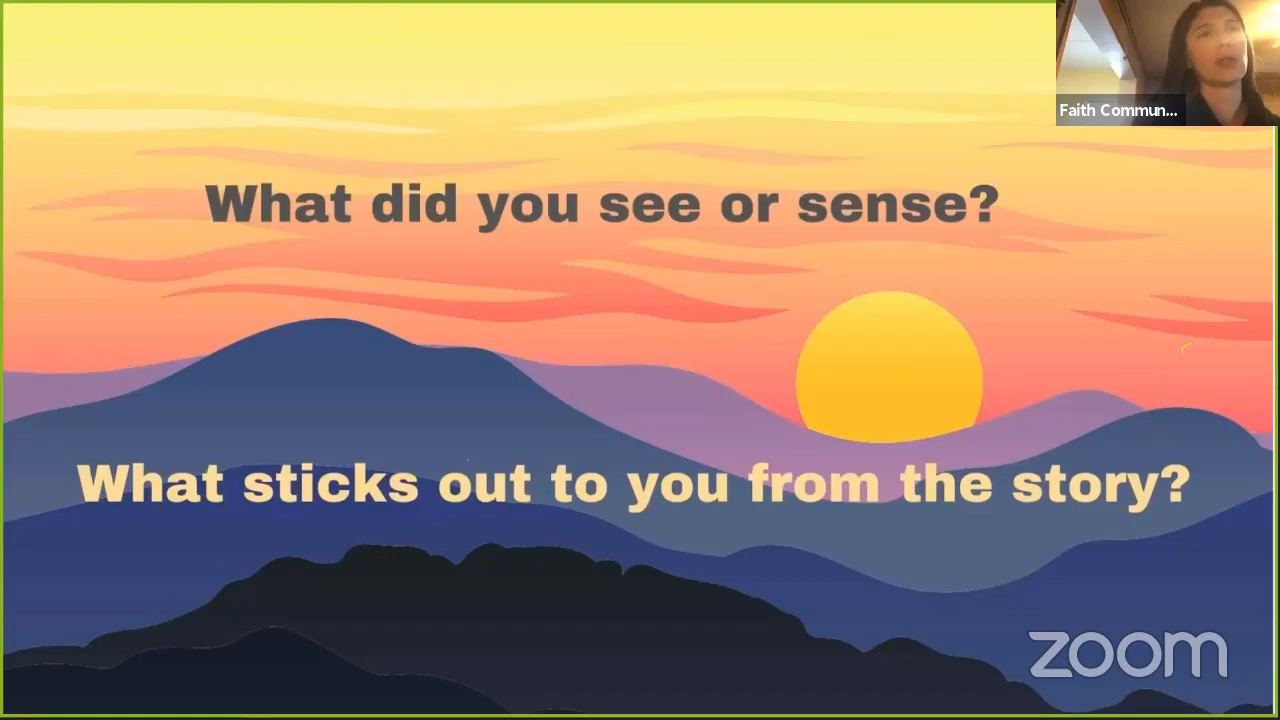 Faith Commun...
What did you see or sense?
What sticks out to you from the story?
zoom